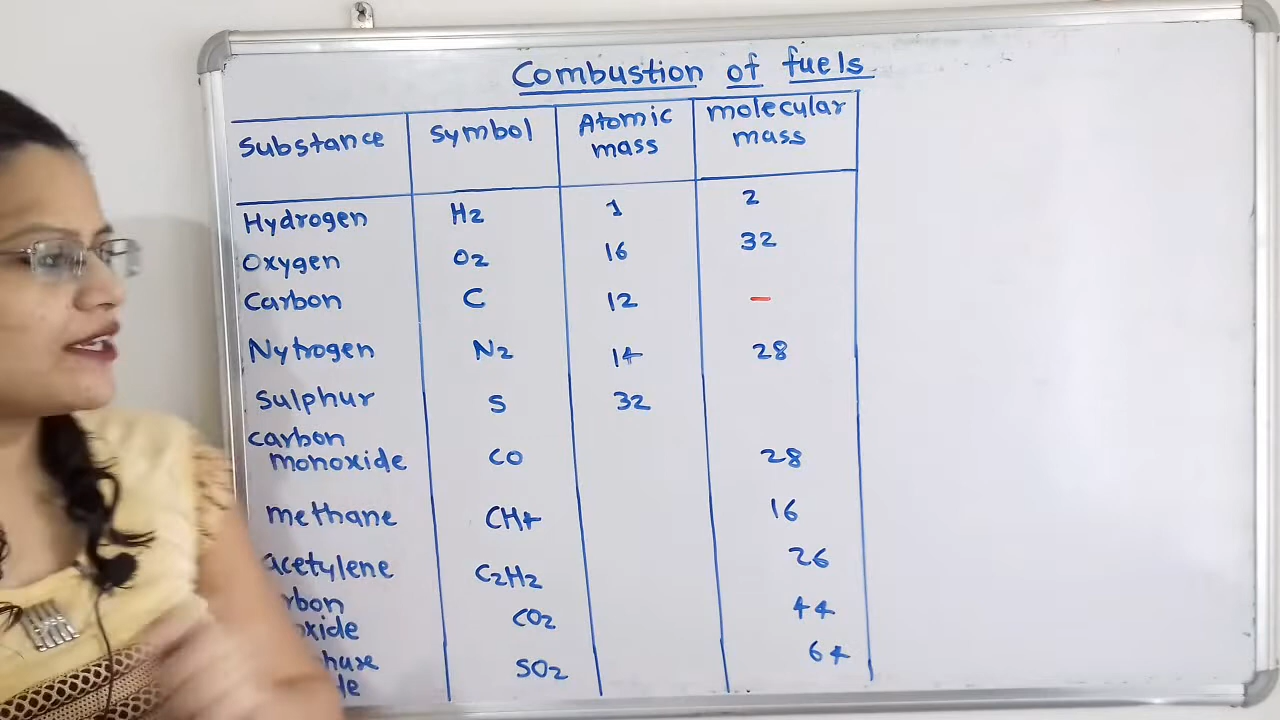 Combustion of fuels
Substance Symbol Atomic mass molecular mass
Hydrogen H2 1 2
Oxygen O2 16 32
Carbon C 12 –
Nytrogen N2 14 28
Sulphur S 32
carbon monoxide CO 28
methane CH4 16
acetylene C2H2 26
CO2 44
SO2 64